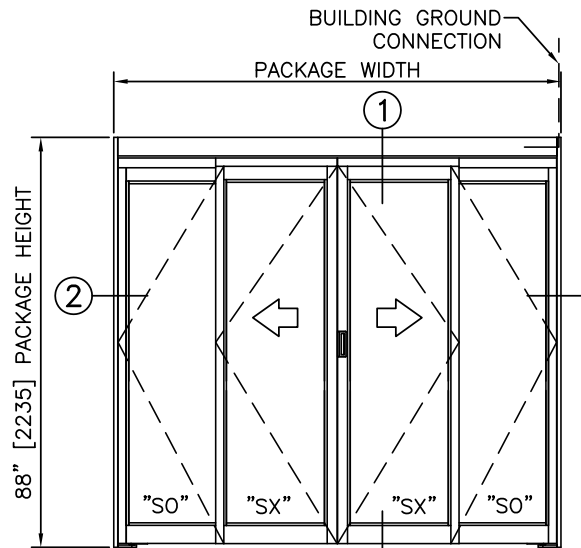 BUILDING GROUND
CONNECTION
PACKAGE WIDTH
1
88" [2235] PACKAGE HEIGHT
2
"SO" "SX" "SX" "SO"